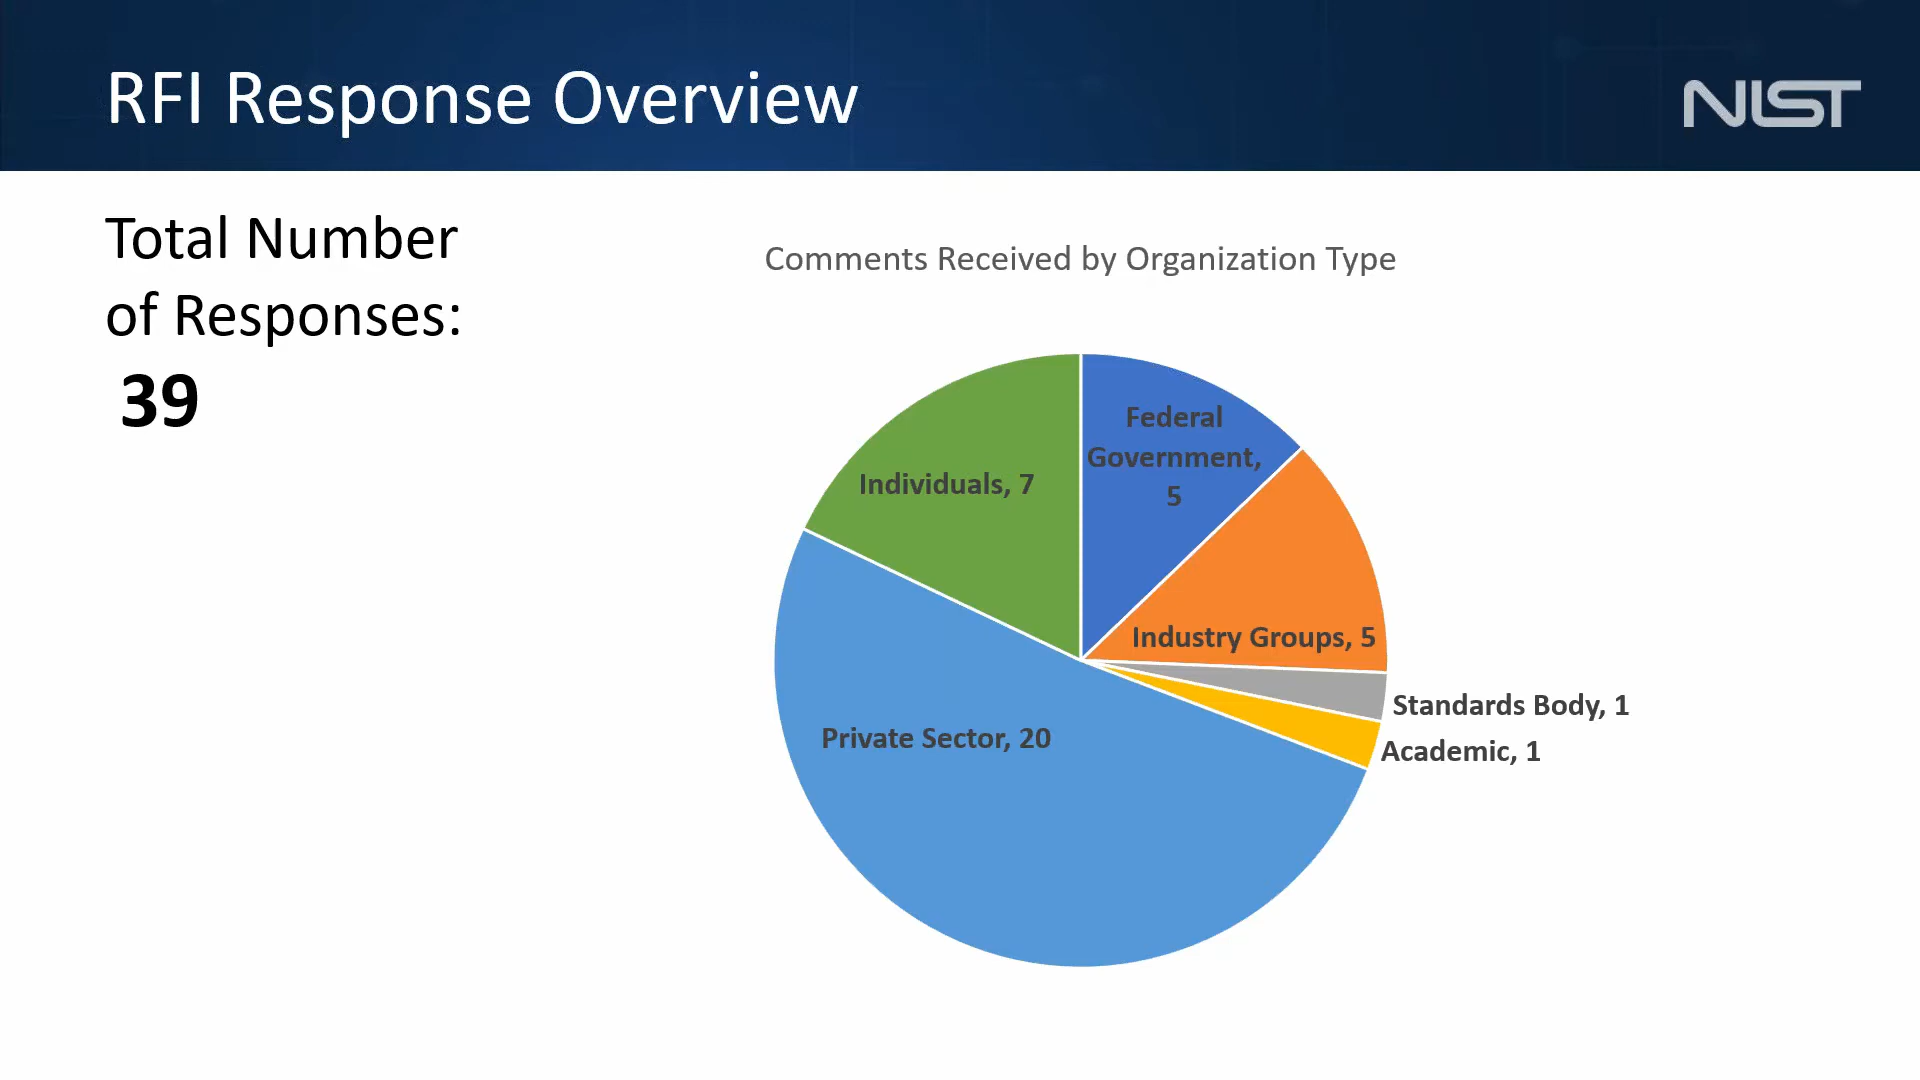 RFI Response Overview
NIST
Total Number
of Responses:
39
Comments Received by Organization Type
Federal
Government,
5
Individuals, 7
Industry Groups, 5
Standards Body, 1
Private Sector, 20
Academic, 1